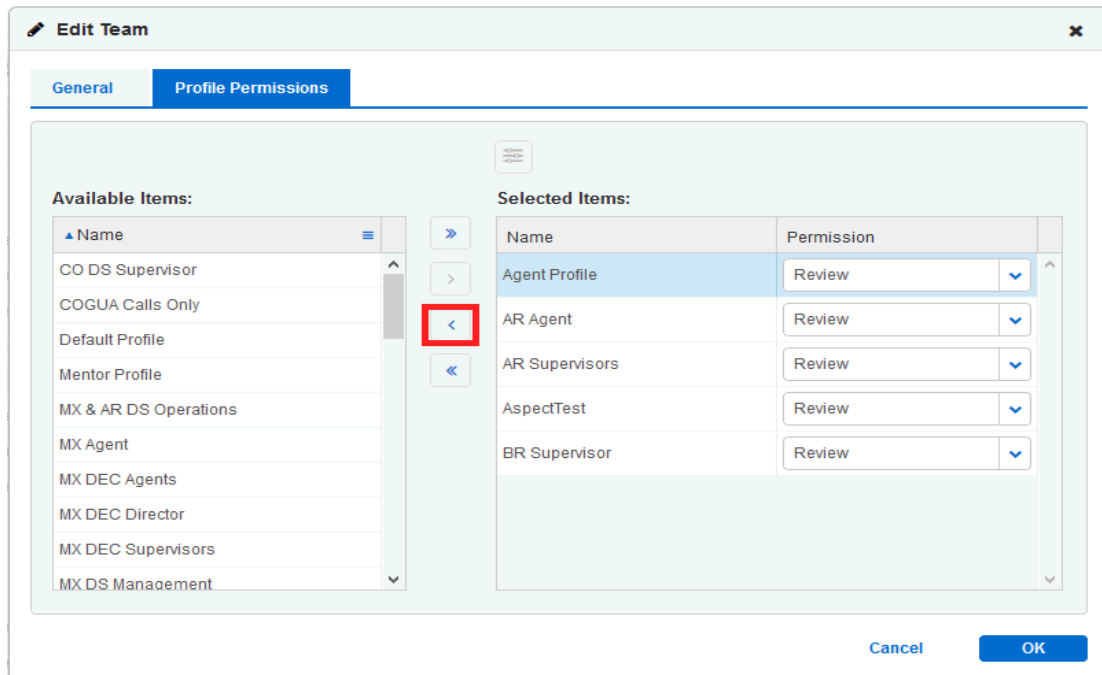 Edit Team
General Profile Permissions
Available Items:
Selected Items:
Name
Name Permission
CO DS Supervisor
COGUA Calls Only
Default Profile
Mentor Profile
MX & AR DS Operations
MX Agent
MX DEC Agents
MX DEC Director
MX DEC Supervisors
MX DS Management
Agent Profile Review
AR Agent Review
AR Supervisors Review
AspectTest Review
BR Supervisor Review
Cancel OK